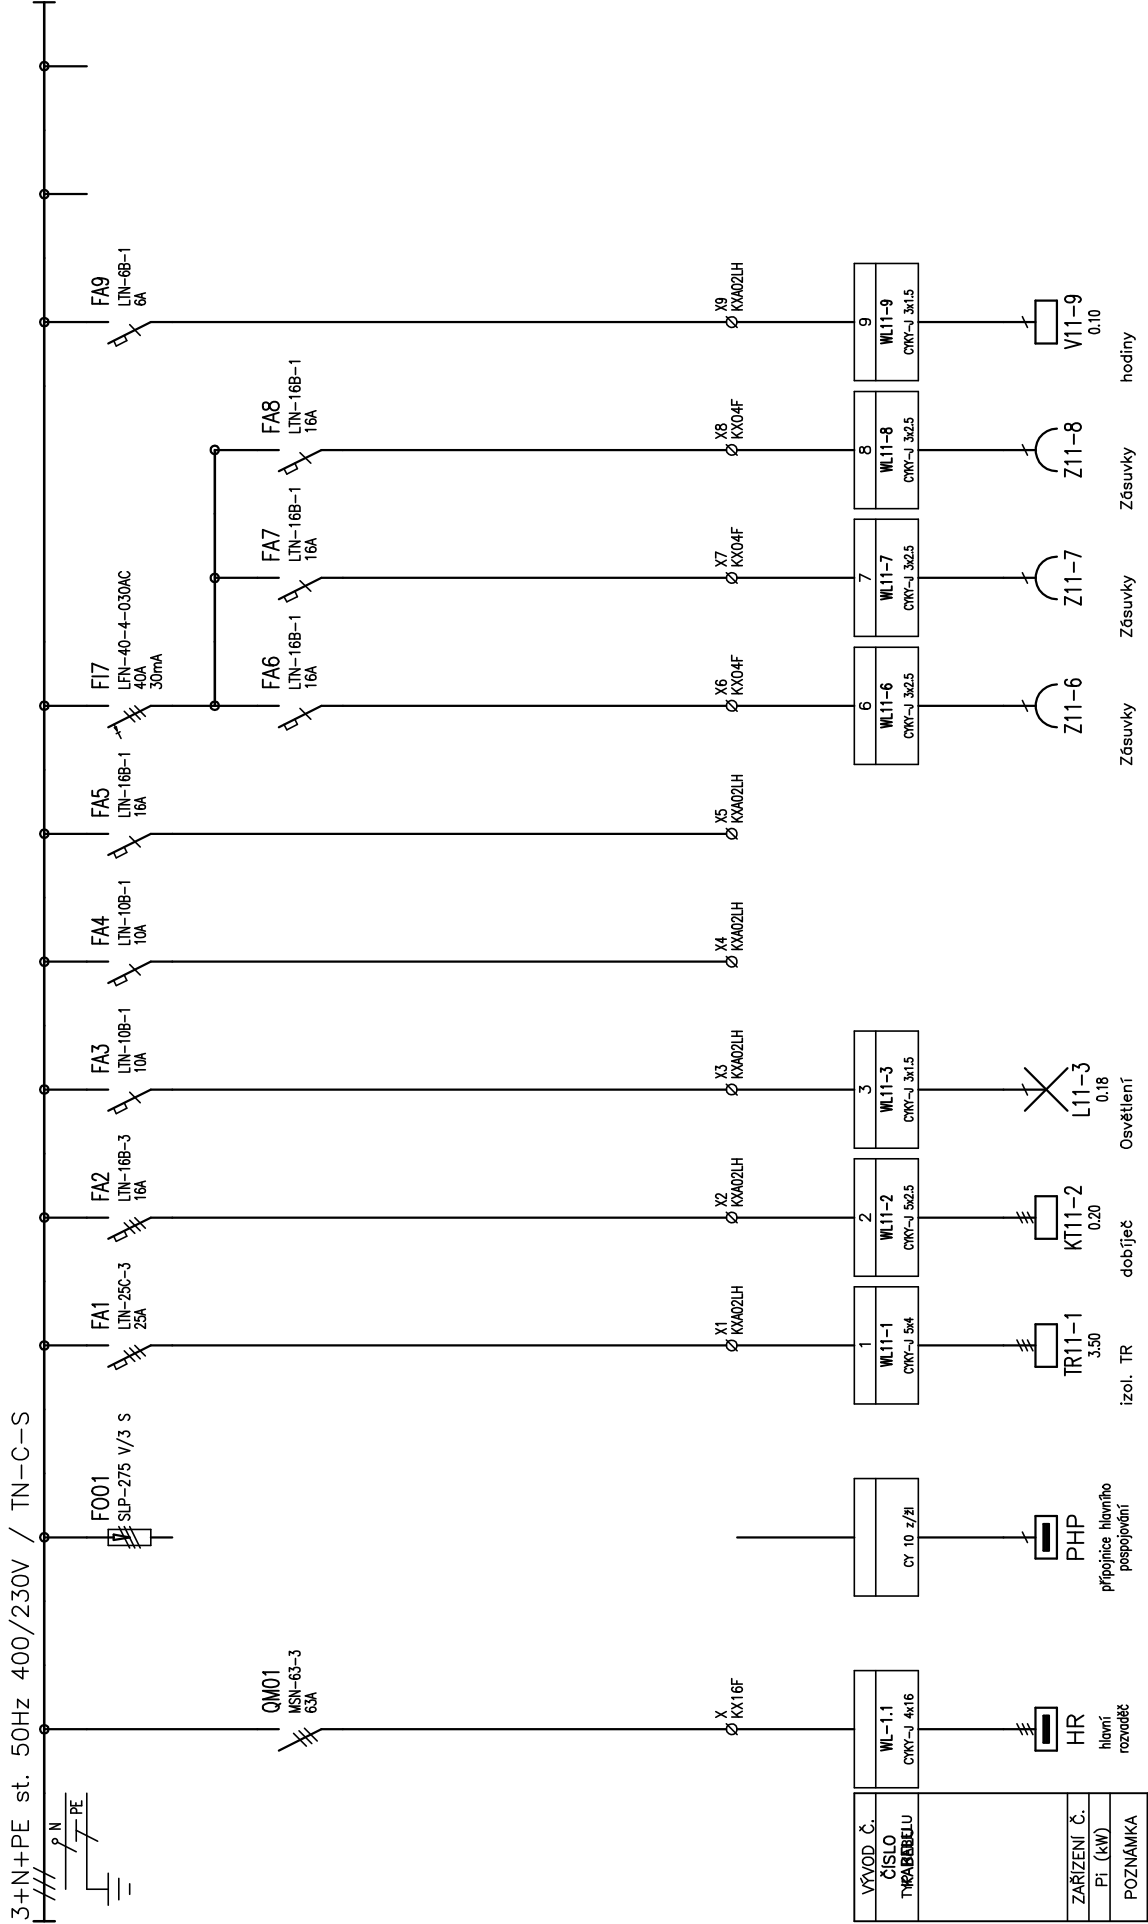 3+N+PE st. 50Hz 400/230V / TN-C-S
N
PE
QM01
MSN-63-3
63A
FO01
SLP-275 V/3 S
FA1
LTN-25C-3
25A
FA2
LTN-16B-3
16A
FA3
LTN-10B-1
10A
FA4
LTN-10B-1
10A
FA5
LTN-16B-1
16A
FI7
LFN-40-4-030AC
40A
30mA
FA6
LTN-16B-1
16A
FA7
LTN-16B-1
16A
FA8
LTN-16B-1
16A
FA9
LTN-6B-1
6A
X
KX16F
X1
KXA02LH
X2
KXA02LH
X3
KXA02LH
X4
KXA02LH
X5
KXA02LH
X6
KX04F
X7
KX04F
X8
KX04F
X9
KXA02LH
VÝVOD Č.
ČÍSLO KABELU
TYP KABELU
ZAŘÍZENÍ Č.
Pi (kW)
POZNÁMKA
WL-1.1
CYKY-J 4x16
HR
hlavní
rozvaděč
CY 10 z/žl
PHP
přípojnice hlavního
pospojování
1
WL11-1
CYKY-J 5x4
TR11-1
3.50
izol. TR
2
WL11-2
CYKY-J 5x2.5
KT11-2
0.20
dobíječ
3
WL11-3
CYKY-J 3x1.5
L11-3
0.18
Osvětlení
6
WL11-6
CYKY-J 3x2.5
Z11-6
Zásuvky
7
WL11-7
CYKY-J 3x2.5
Z11-7
Zásuvky
8
WL11-8
CYKY-J 3x2.5
Z11-8
Zásuvky
9
WL11-9
CYKY-J 3x1.5
V11-9
0.10
hodiny